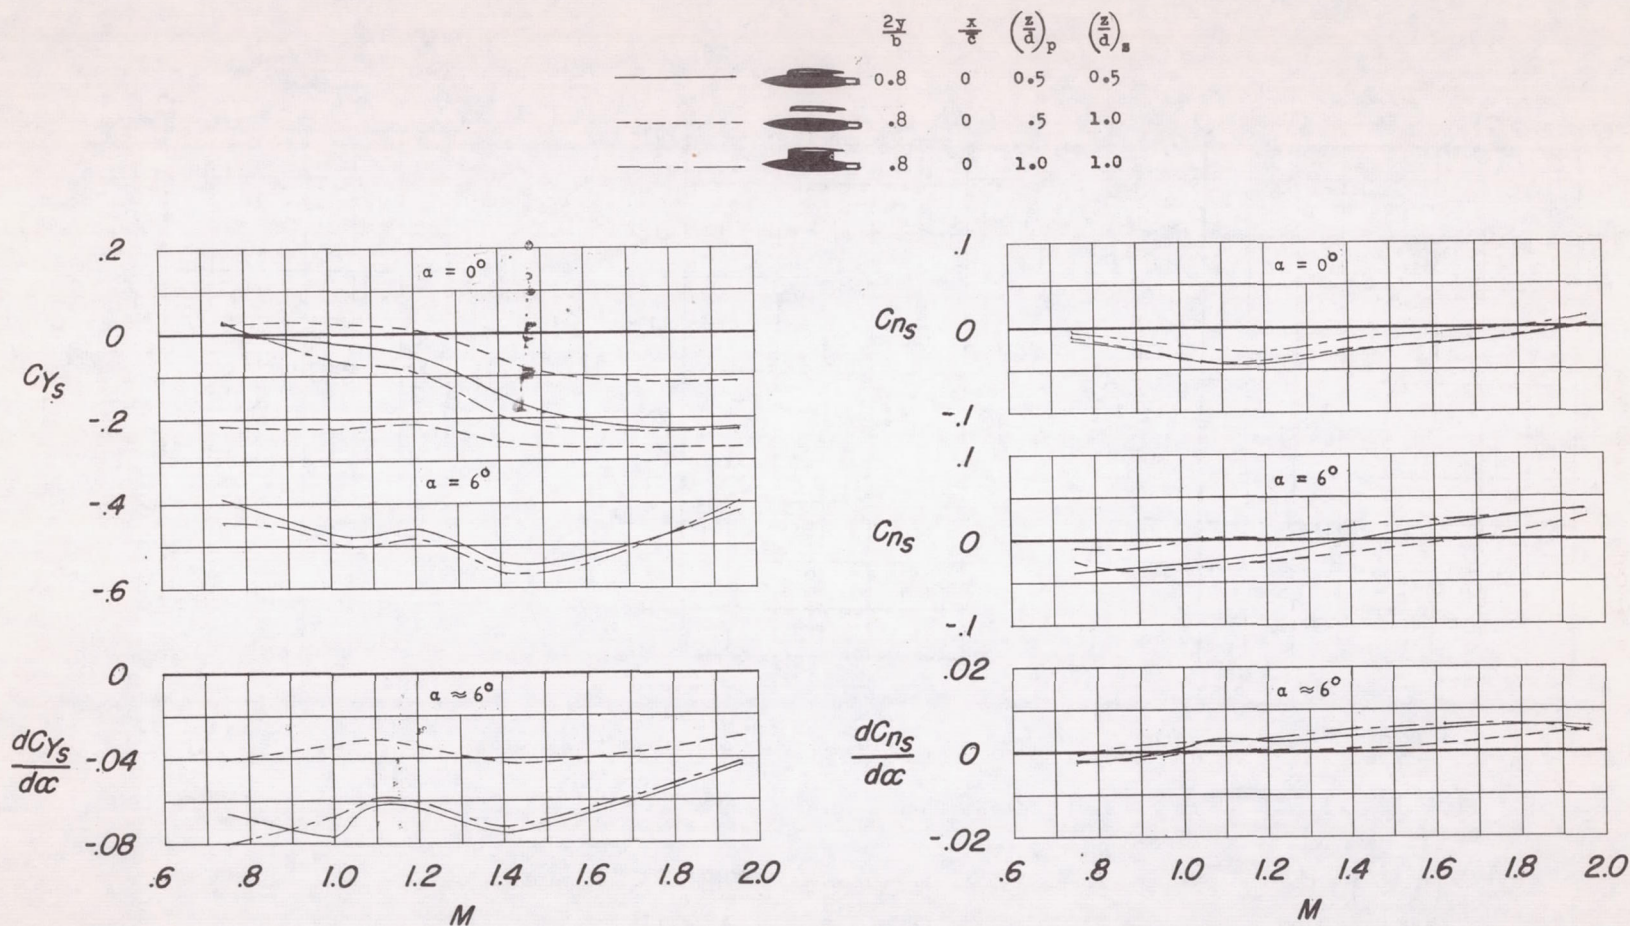 2y/b x/c̄ (z/d)p (z/d)s
0.8 0 0.5 0.5
.8 0 .5 1.0
.8 0 1.0 1.0
.2
0
CYs
-.2
-.4
-.6
α = 0°
α = 6°
0
dCYs/dα
-.04
-.08
α ≈ 6°
.6 .8 1.0 1.2 1.4 1.6 1.8 2.0
M
.1
Cns 0
-.1
α = 0°
.1
Cns 0
-.1
α = 6°
.02
dCns/dα 0
-.02
α ≈ 6°
.6 .8 1.0 1.2 1.4 1.6 1.8 2.0
M